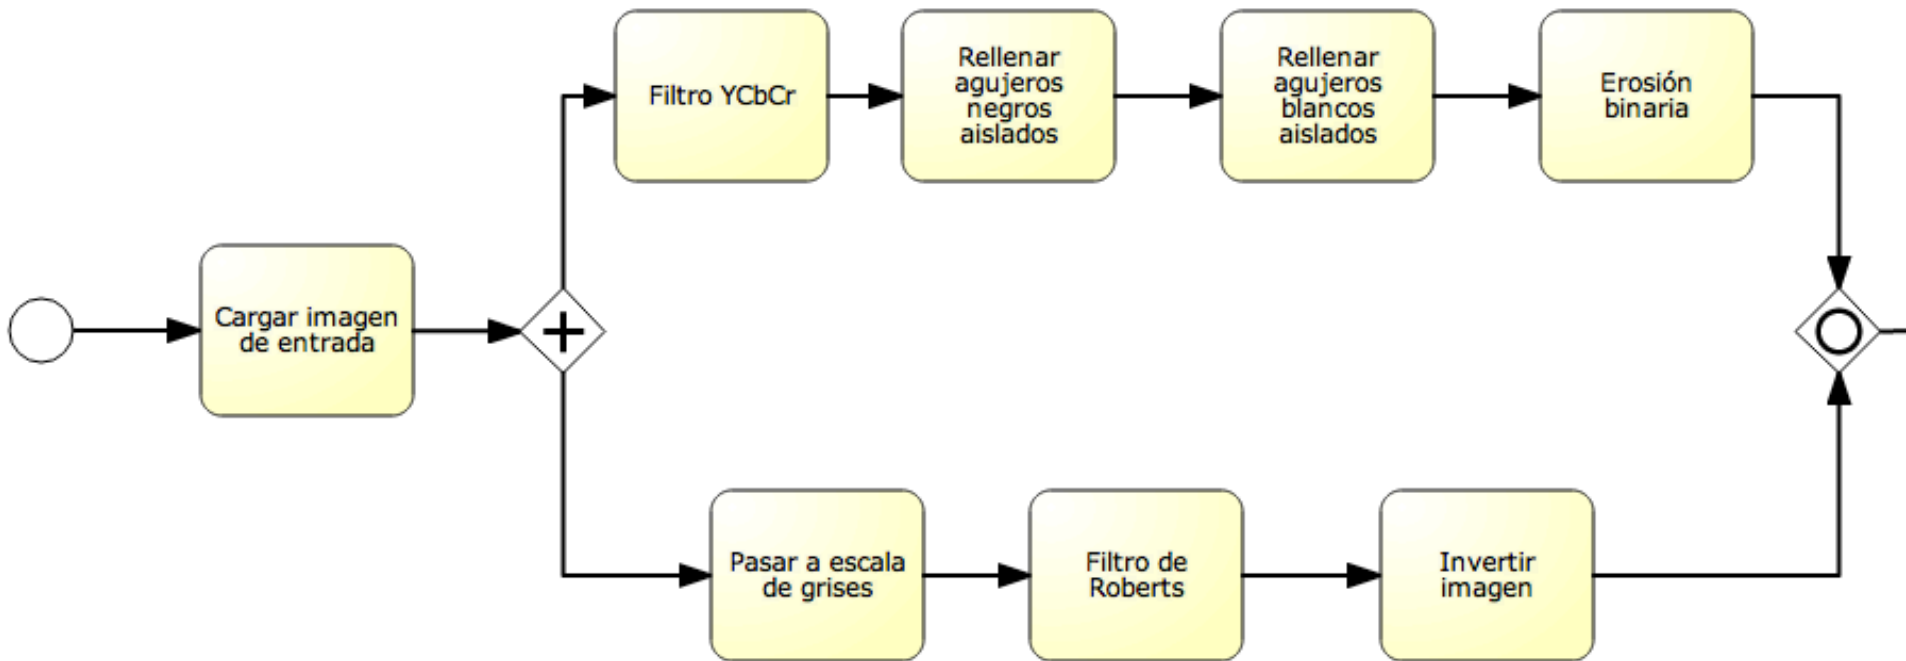 Filtro YCbCr
Rellenar
agujeros
negros
aislados
Rellenar
agujeros
blancos
aislados
Erosión
binaria
Cargar imagen
de entrada
Pasar a escala
de grises
Filtro de
Roberts
Invertir
imagen